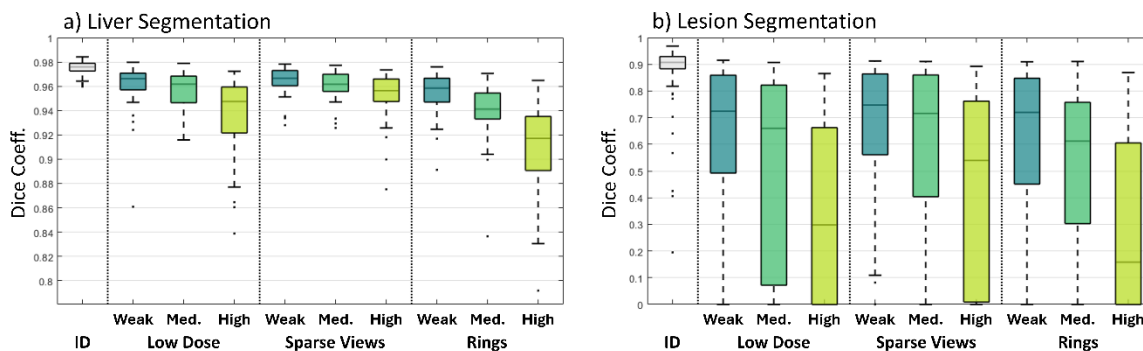 a) Liver Segmentation
Dice Coeff.
1
0.98
0.96
0.94
0.92
0.9
0.88
0.86
0.84
0.82
0.8
Weak Med. High Weak Med. High Weak Med. High
ID Low Dose Sparse Views Rings
b) Lesion Segmentation
Dice Coeff.
1
0.9
0.8
0.7
0.6
0.5
0.4
0.3
0.2
0.1
0
Weak Med. High Weak Med. High Weak Med. High
ID Low Dose Sparse Views Rings